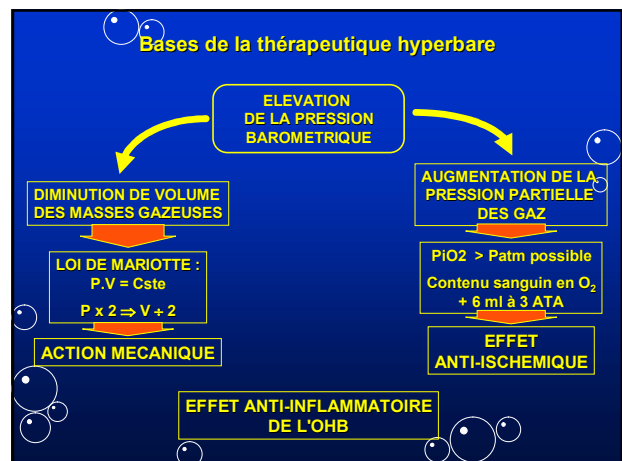 Bases de la thérapeutique hyperbare
ELEVATION
DE LA PRESSION
BAROMETRIQUE
DIMINUTION DE VOLUME
DES MASSES GAZEUSES
LOI DE MARIOTTE :
P.V = Cste
P x 2 ⇒ V ÷ 2
ACTION MECANIQUE
AUGMENTATION DE LA
PRESSION PARTIELLE
DES GAZ
PiO2 > Patm possible
Contenu sanguin en O₂
+ 6 ml à 3 ATA
EFFET
ANTI-ISCHEMIQUE
EFFET ANTI-INFLAMMATOIRE
DE L'OHB